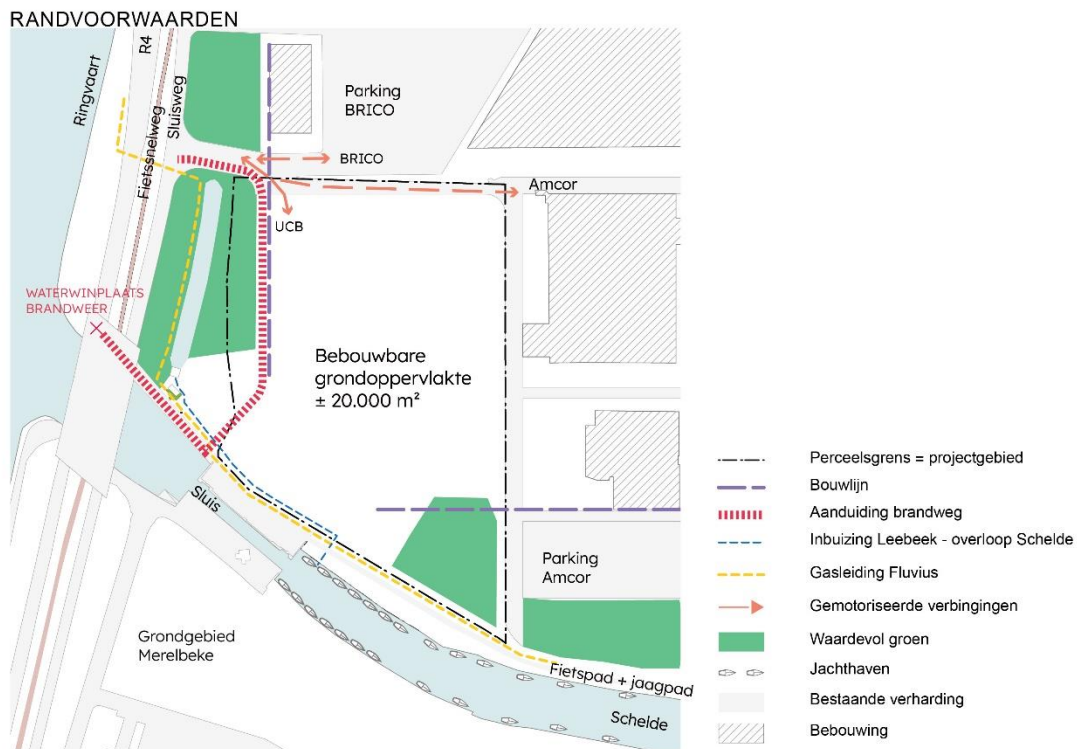 RANDVOORWAARDEN
R4
Ringvaart
Fietssnelweg
Sluisweg
Parking
BRICO
BRICO
Amcor
UCB
WATERWINPLAATS
BRANDWEER
Bebouwbare
grondoppervlakte
± 20.000 m²
Sluis
Parking
Amcor
Grondgebied
Merelbeke
Fietspad + jaagpad
Schelde
Perceelsgrens = projectgebied
Bouwlijn
Aanduiding brandweg
Inbuizing Leebeek - overloop Schelde
Gasleiding Fluvius
Gemotoriseerde verbingingen
Waardevol groen
Jachthaven
Bestaande verharding
Bebouwing